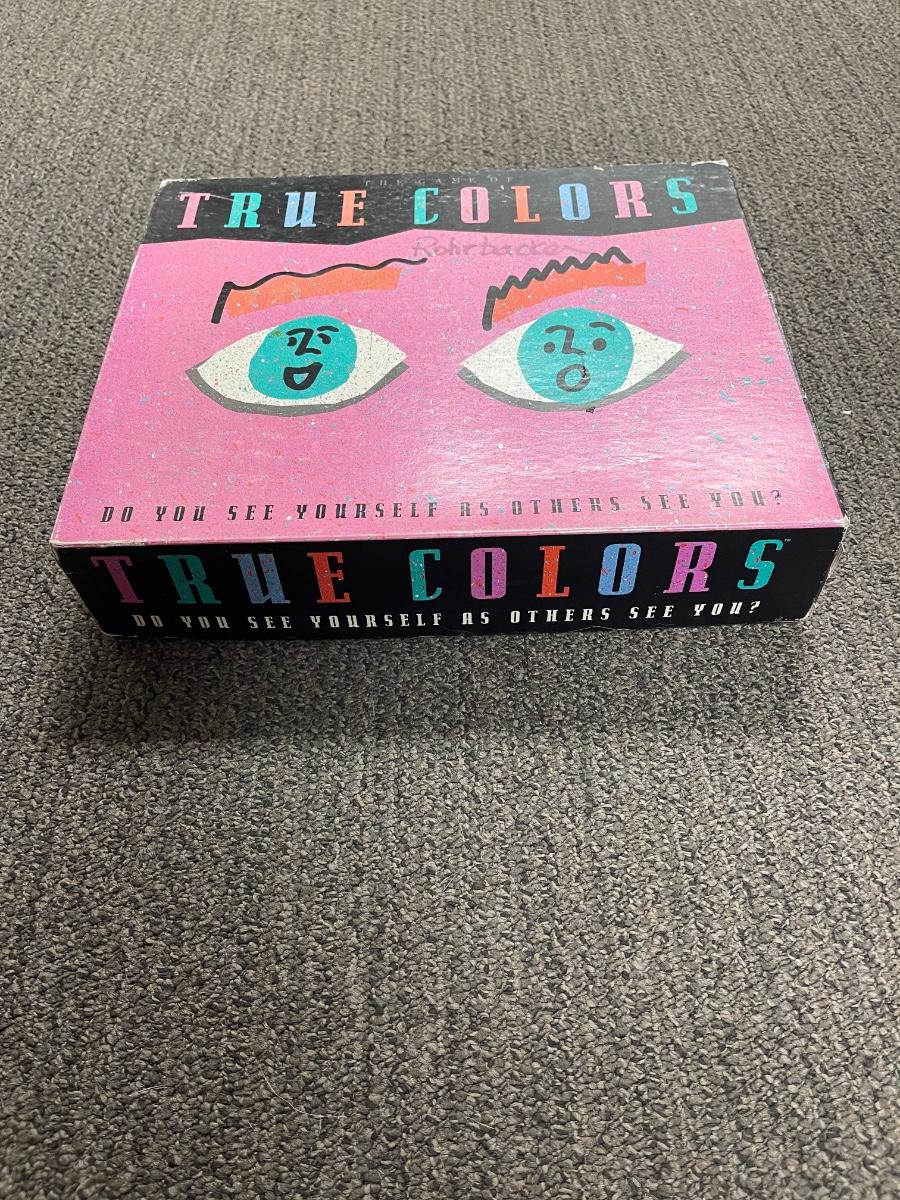 THE GAME OF
TRUE COLORS
Rohrbacker
DO YOU SEE YOURSELF AS OTHERS SEE YOU?
TRUE COLORS™
DO YOU SEE YOURSELF AS OTHERS SEE YOU?